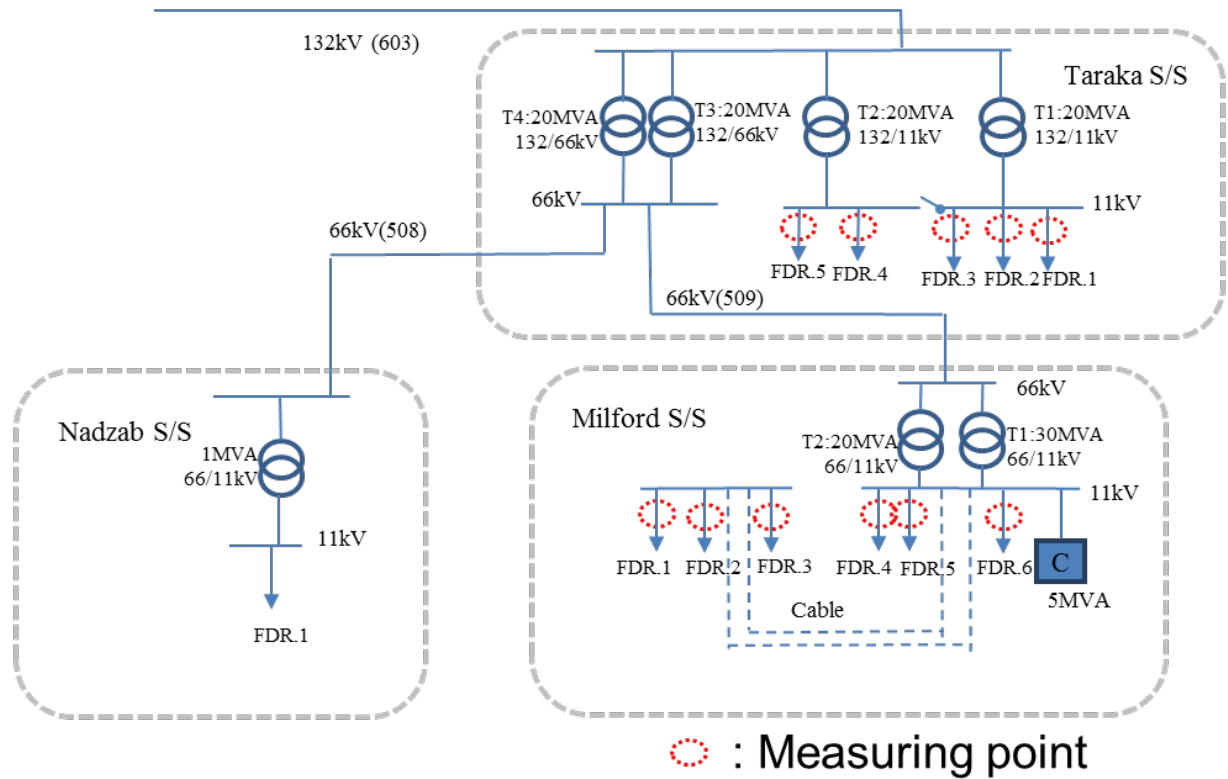 132kV (603)
Taraka S/S
T4:20MVA
132/66kV
T3:20MVA
132/66kV
T2:20MVA
132/11kV
T1:20MVA
132/11kV
66kV
11kV
66kV(508)
FDR.5
FDR.4
FDR.3
FDR.2
FDR.1
66kV(509)
Nadzab S/S
1MVA
66/11kV
11kV
FDR.1
Milford S/S
66kV
T2:20MVA
66/11kV
T1:30MVA
66/11kV
11kV
FDR.1
FDR.2
FDR.3
FDR.4
FDR.5
FDR.6
C
5MVA
Cable
: Measuring point